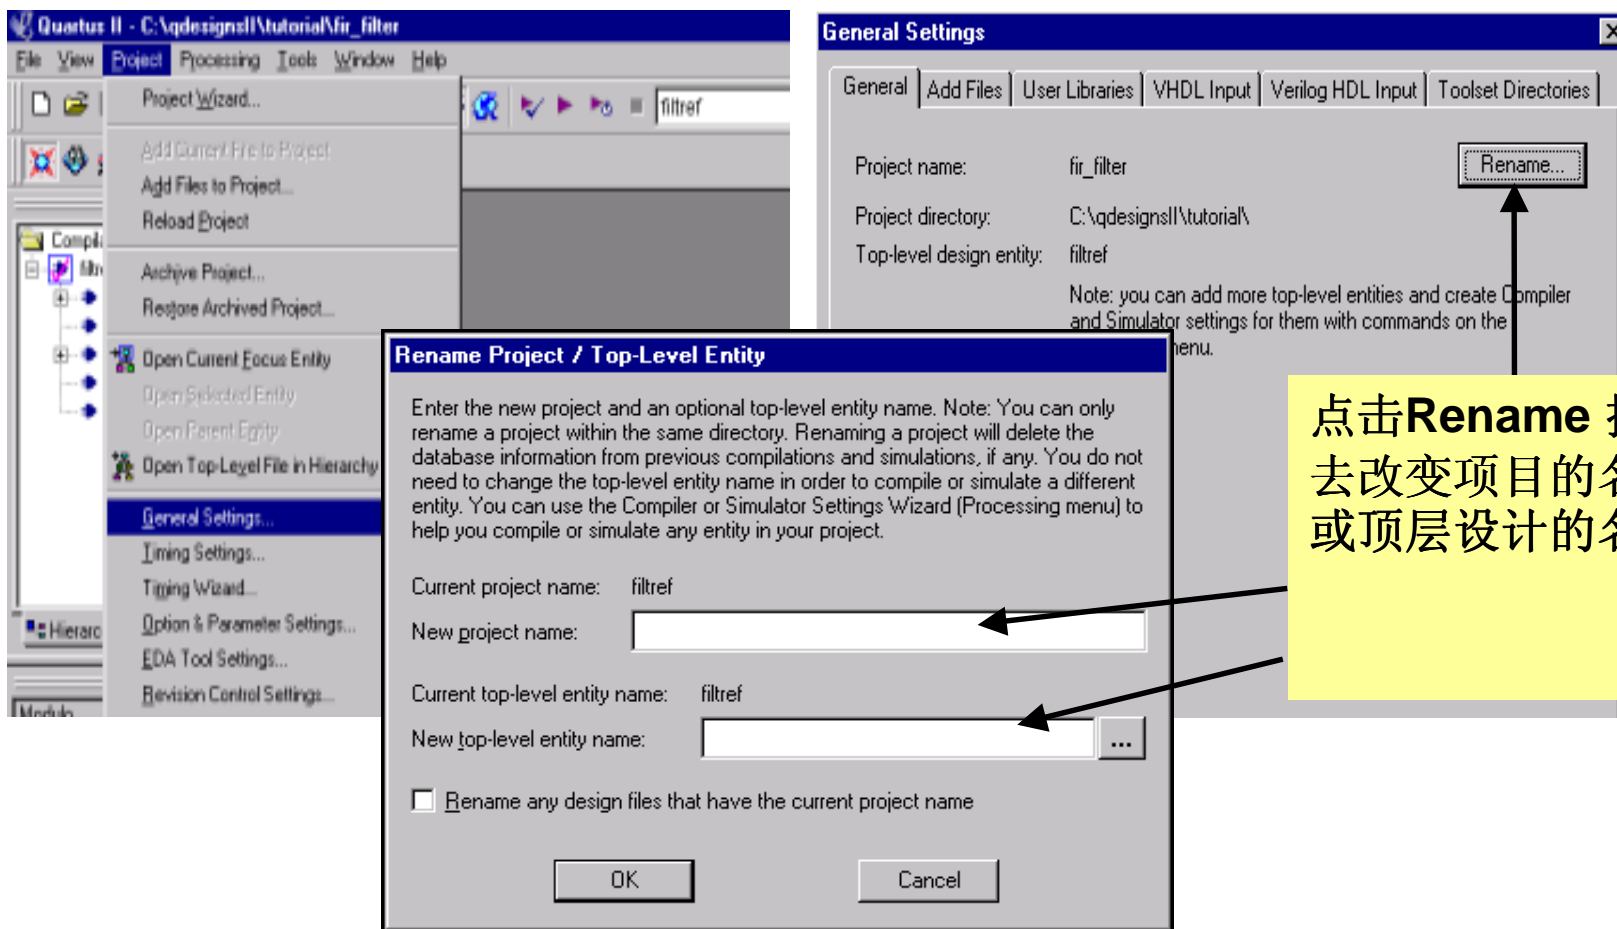 Quartus II - C:\qdesignsII\tutorial\fir_filter
File View Project Processing Tools Window Help
Project Wizard...
filtref
Add Current File to Project
Add Files to Project...
Reload Project
Archive Project...
Restore Archived Project...
Open Current Focus Entity
Open Selected Entity
Open Parent Entity
Open Top-Level File in Hierarchy
General Settings...
Timing Settings...
Timing Wizard...
Option & Parameter Settings...
EDA Tool Settings...
Revision Control Settings...
General Settings
General Add Files User Libraries VHDL Input Verilog HDL Input Toolset Directories
Project name: fir_filter
Rename...
Project directory: C:\qdesignsII\tutorial\
Top-level design entity: filtref
Note: you can add more top-level entities and create Compiler
and Simulator settings for them with commands on the
Rename Project / Top-Level Entity
Enter the new project and an optional top-level entity name. Note: You can only
rename a project within the same directory. Renaming a project will delete the
database information from previous compilations and simulations, if any. You do not
need to change the top-level entity name in order to compile or simulate a different
entity. You can use the Compiler or Simulator Settings Wizard (Processing menu) to
help you compile or simulate any entity in your project.
Current project name: filtref
New project name:
Current top-level entity name: filtref
New top-level entity name:
...
Rename any design files that have the current project name
OK Cancel
点击Rename
去改变项目的名
或顶层设计的名